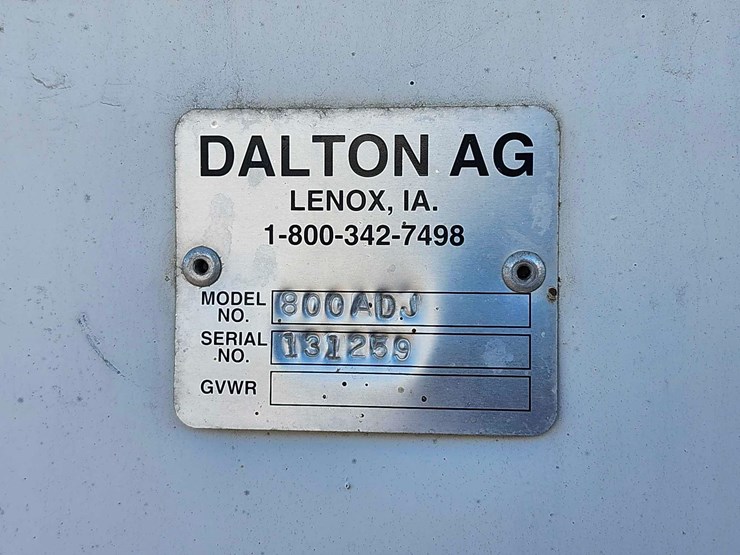 DALTON AG
LENOX, IA.
1-800-342-7498
MODEL NO. 800ADJ
SERIAL NO. 131259
GVWR